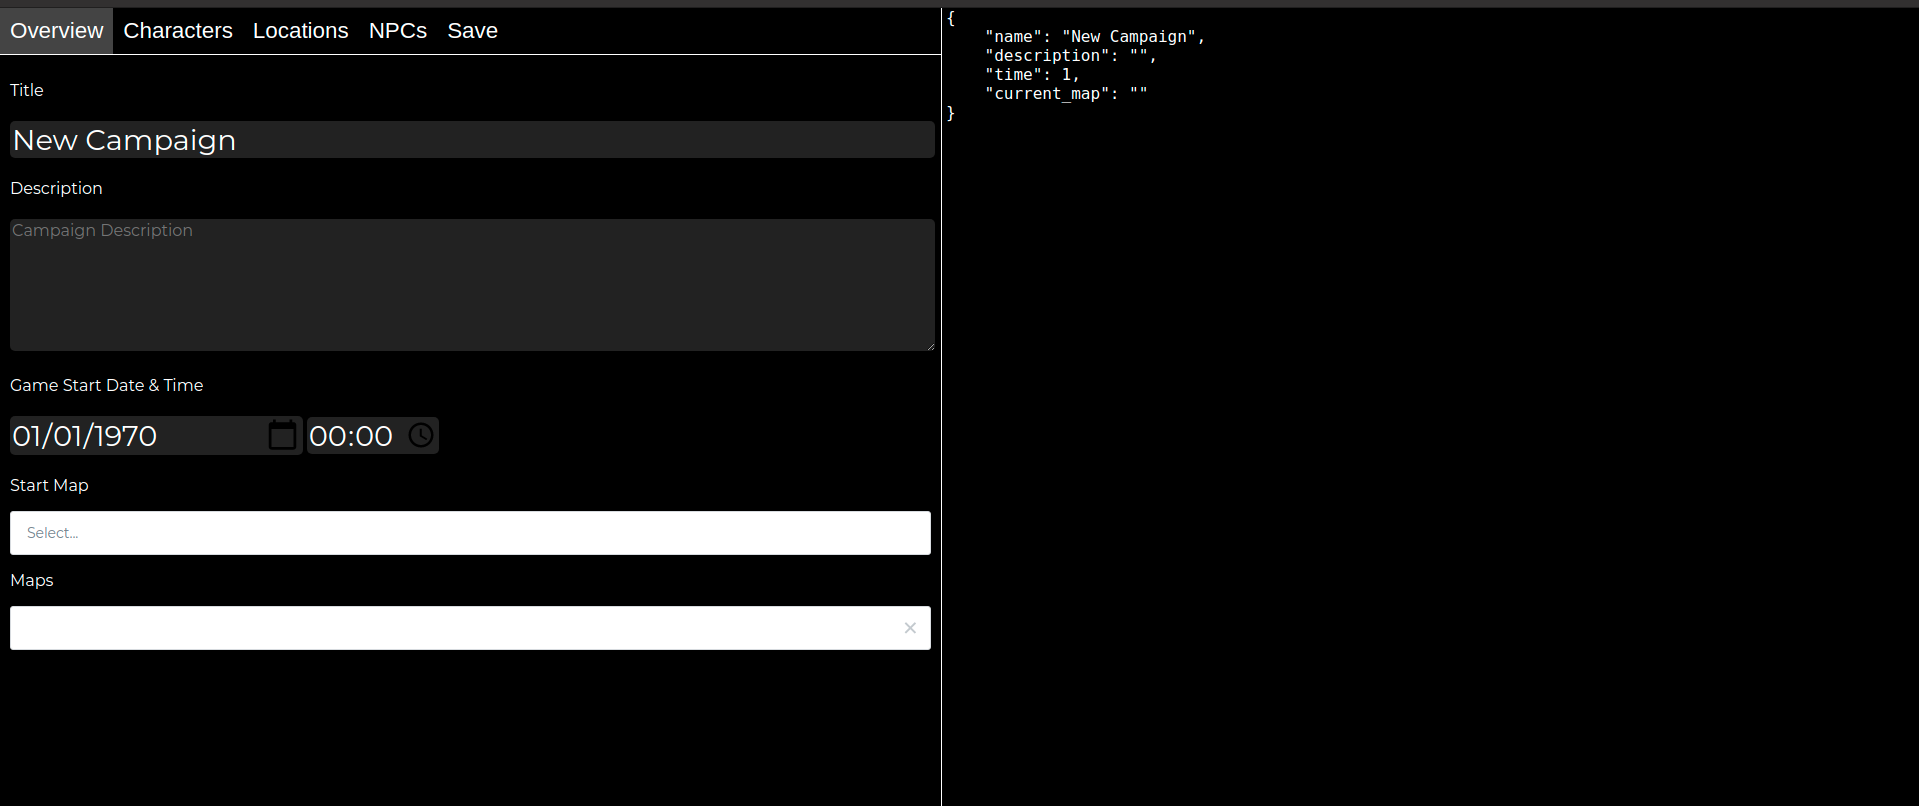 Overview Characters Locations NPCs Save
Title
New Campaign
Description
Campaign Description
Game Start Date & Time
01/01/1970 00:00
Start Map
Select...
Maps
{
    "name": "New Campaign",
    "description": "",
    "time": 1,
    "current_map": ""
}